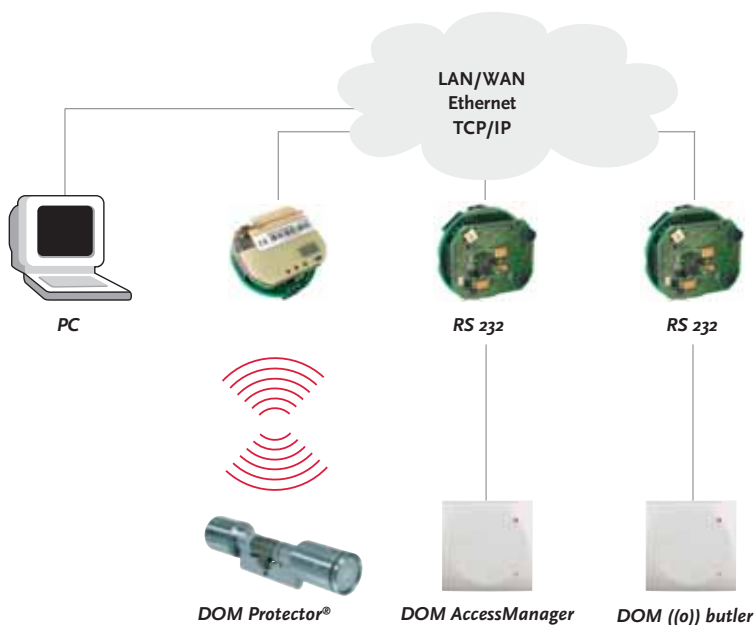 LAN/WAN
Ethernet
TCP/IP
PC
RS 232
RS 232
DOM Protector®
DOM AccessManager
DOM ((o)) butler